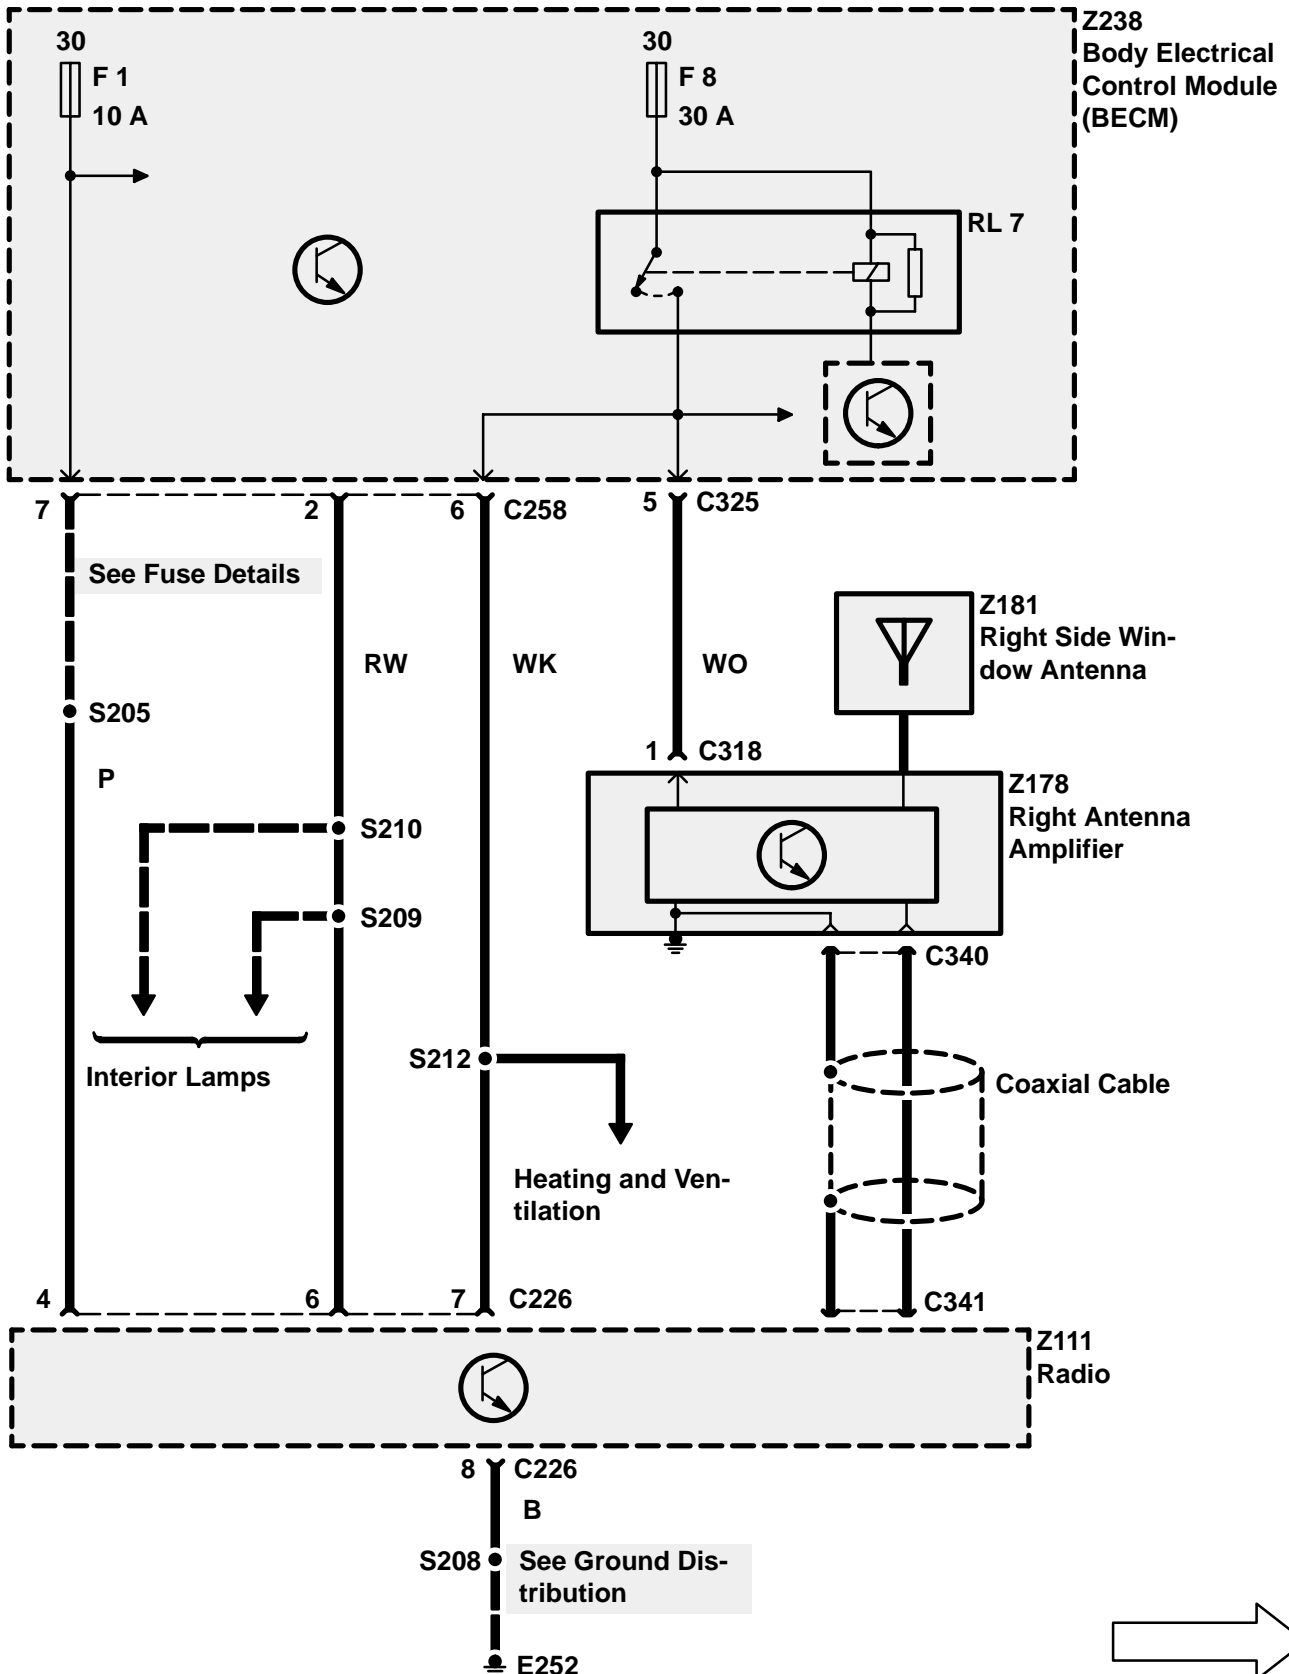 30
F 1
10 A
30
F 8
30 A
Z238
Body Electrical
Control Module
(BECM)
RL 7
7
2
6
C258
5
C325
See Fuse Details
RW
WK
WO
Z181
Right Side Win-
dow Antenna
S205
P
1
C318
Z178
Right Antenna
Amplifier
S210
S209
C340
Interior Lamps
S212
Coaxial Cable
Heating and Ven-
tilation
4
6
7
C226
C341
Z111
Radio
8
C226
B
S208
See Ground Dis-
tribution
E252